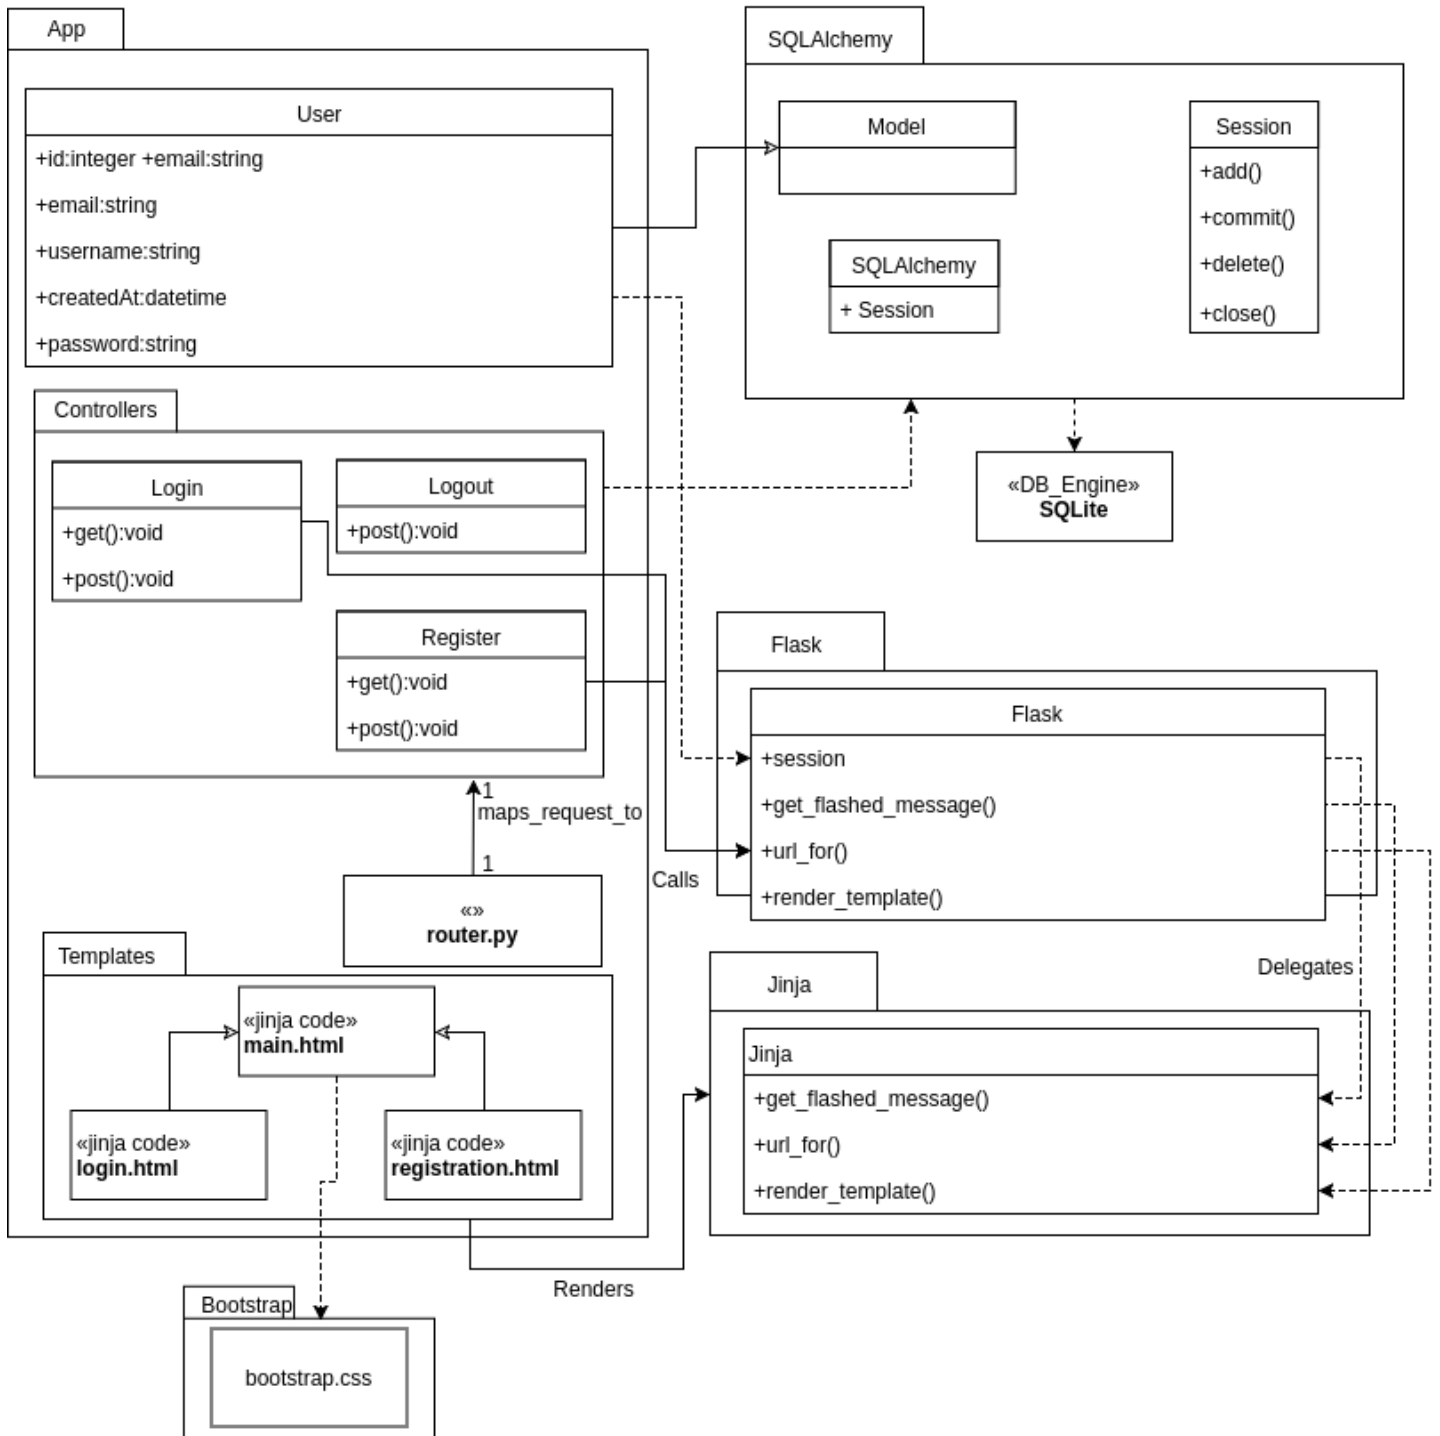 App
User
+id:integer +email:string
+email:string
+username:string
+createdAt:datetime
+password:string
Controllers
Login
+get():void
+post():void
Logout
+post():void
Register
+get():void
+post():void
1
maps_request_to
1
«»
router.py
Templates
«jinja code»
main.html
«jinja code»
login.html
«jinja code»
registration.html
Bootstrap
bootstrap.css
SQLAlchemy
Model
SQLAlchemy
+ Session
Session
+add()
+commit()
+delete()
+close()
«DB_Engine»
SQLite
Flask
Flask
+session
+get_flashed_message()
+url_for()
+render_template()
Calls
Delegates
Jinja
Jinja
+get_flashed_message()
+url_for()
+render_template()
Renders